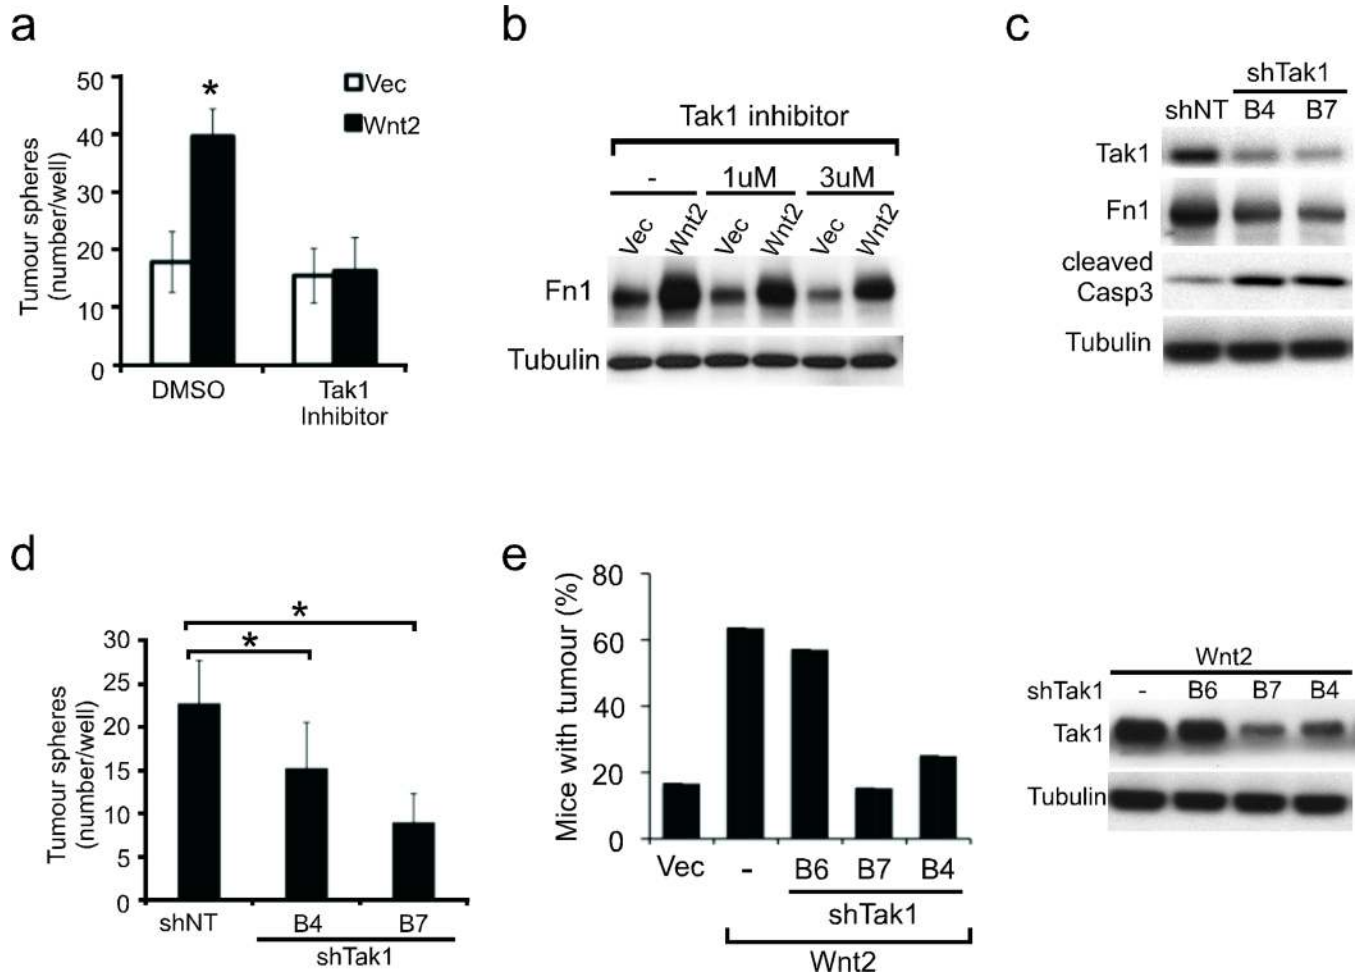 a
50
40
30
20
10
0
Tumour spheres
(number/well)
*
Vec
Wnt2
DMSO
Tak1
Inhibitor
b
Tak1 inhibitor
- 1uM 3uM
Vec Wnt2 Vec Wnt2 Vec Wnt2
Fn1
Tubulin
c
shTak1
shNT B4 B7
Tak1
Fn1
cleaved
Casp3
Tubulin
d
30
25
20
15
10
5
0
Tumour spheres
(number/well)
*
*
shNT B4 B7
shTak1
e
80
60
40
20
0
Mice with tumour (%)
Vec - B6 B7 B4
shTak1
Wnt2
Wnt2
shTak1 - B6 B7 B4
Tak1
Tubulin